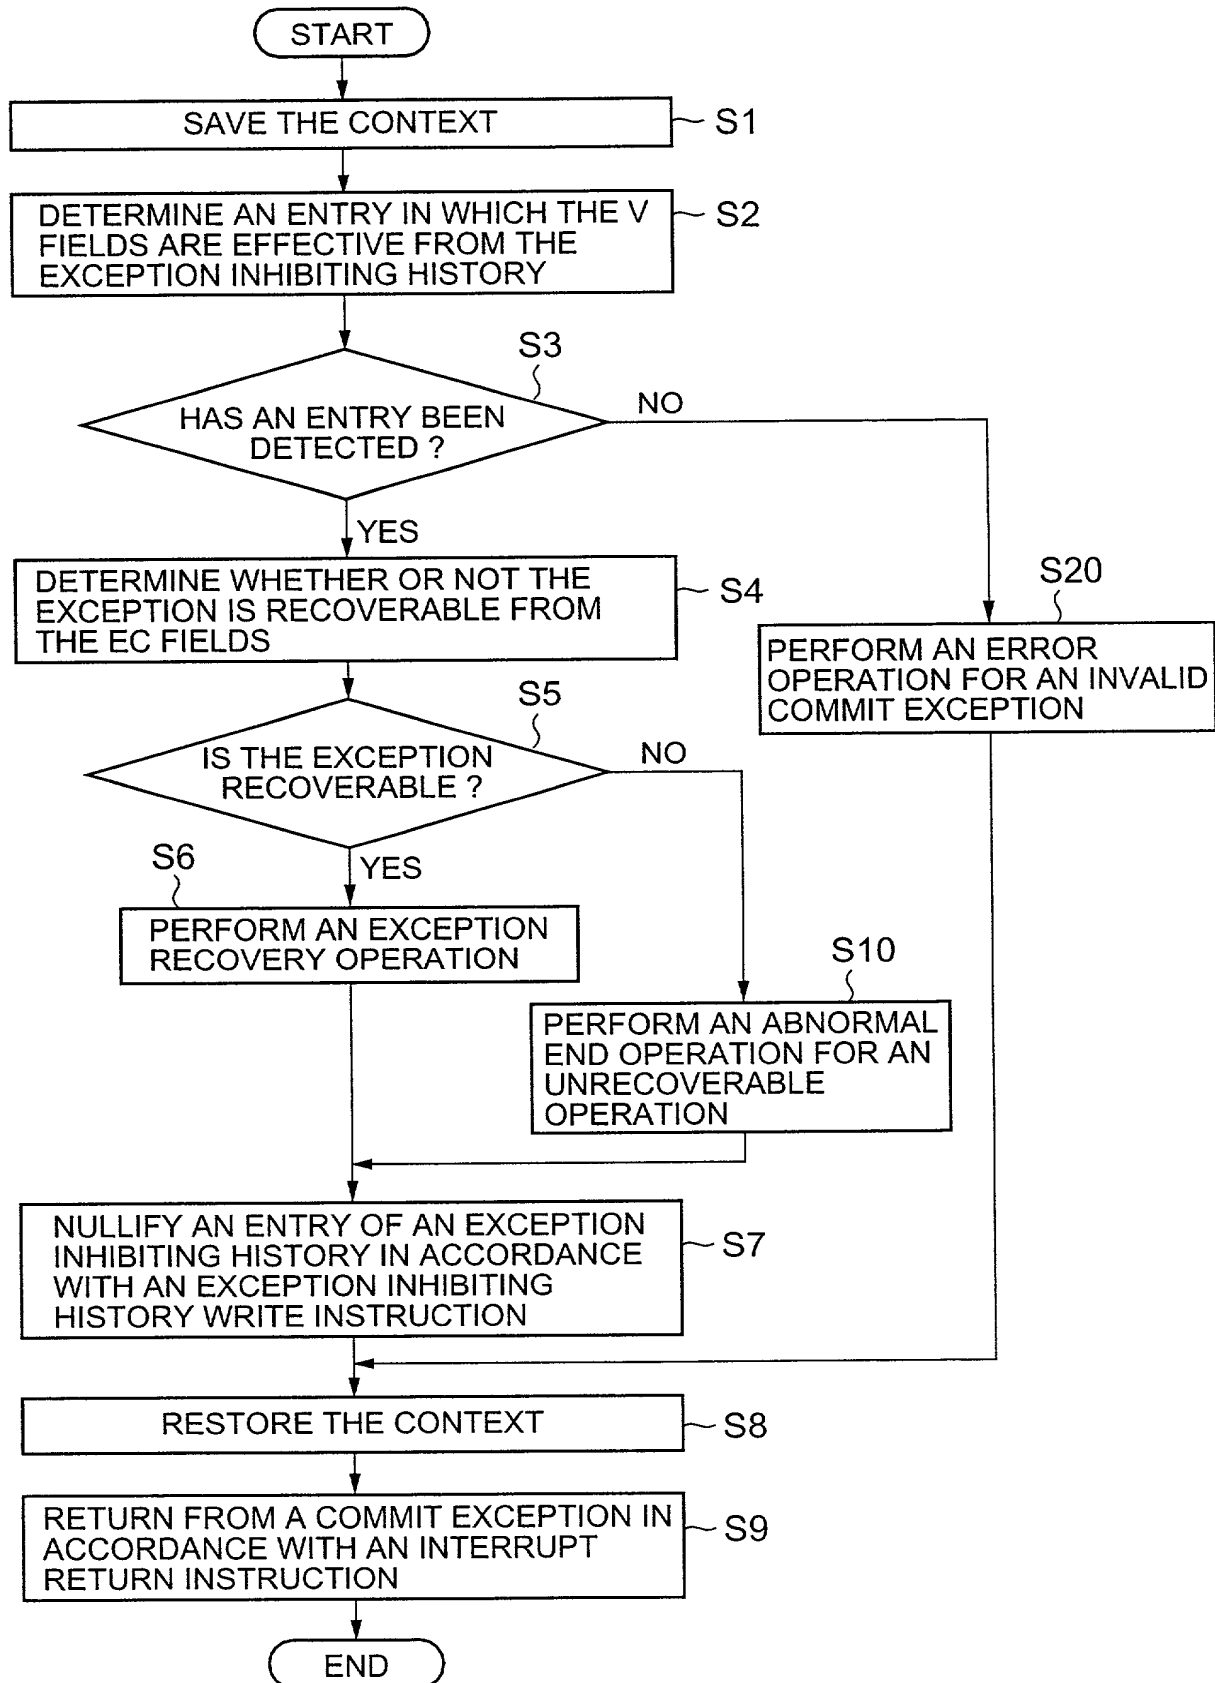 START
SAVE THE CONTEXT
S1
DETERMINE AN ENTRY IN WHICH THE V
FIELDS ARE EFFECTIVE FROM THE
EXCEPTION INHIBITING HISTORY
S2
S3
HAS AN ENTRY BEEN
DETECTED ?
NO
YES
DETERMINE WHETHER OR NOT THE
EXCEPTION IS RECOVERABLE FROM
THE EC FIELDS
S4
S20
PERFORM AN ERROR
OPERATION FOR AN INVALID
COMMIT EXCEPTION
S5
IS THE EXCEPTION
RECOVERABLE ?
NO
YES
S6
PERFORM AN EXCEPTION
RECOVERY OPERATION
S10
PERFORM AN ABNORMAL
END OPERATION FOR AN
UNRECOVERABLE
OPERATION
NULLIFY AN ENTRY OF AN EXCEPTION
INHIBITING HISTORY IN ACCORDANCE
WITH AN EXCEPTION INHIBITING
HISTORY WRITE INSTRUCTION
S7
RESTORE THE CONTEXT
S8
RETURN FROM A COMMIT EXCEPTION IN
ACCORDANCE WITH AN INTERRUPT
RETURN INSTRUCTION
S9
END